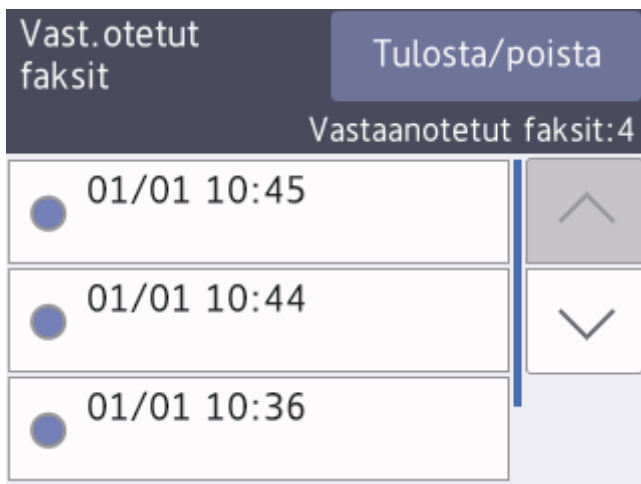 Vast.otetut
faksit
Tulosta/poista
Vastaanotetut faksit:4
01/01 10:45
01/01 10:44
01/01 10:36